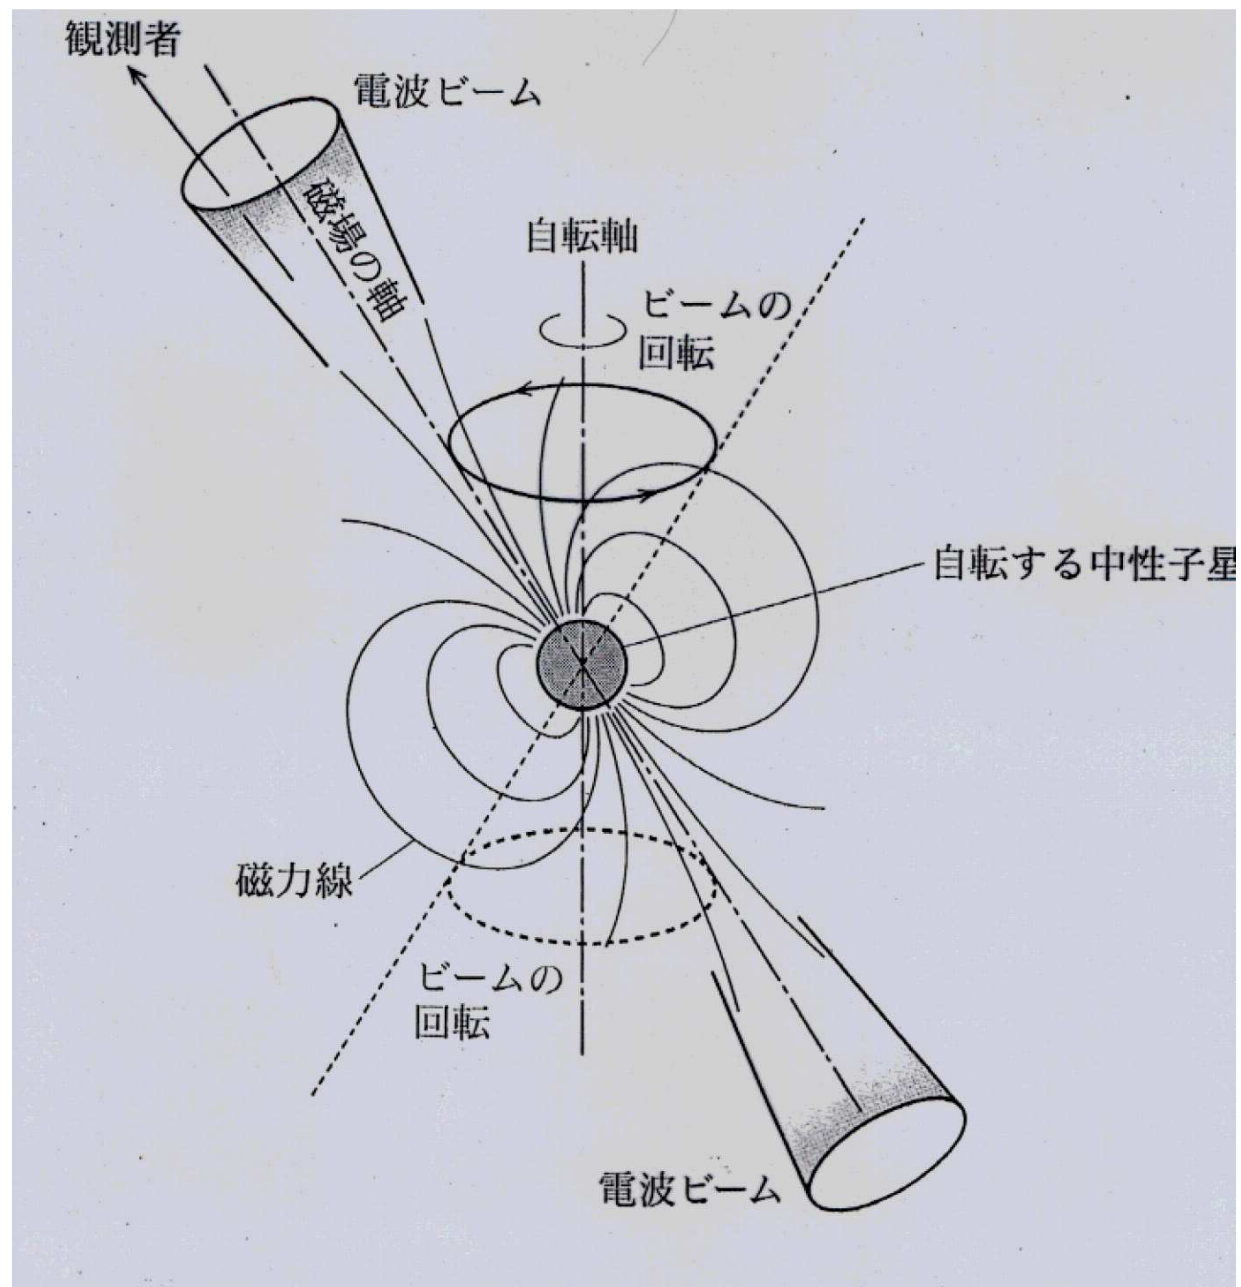 観測者
電波ビーム
磁場の軸
自転軸
ビームの
回転
自転する中性子星
磁力線
ビームの
回転
電波ビーム